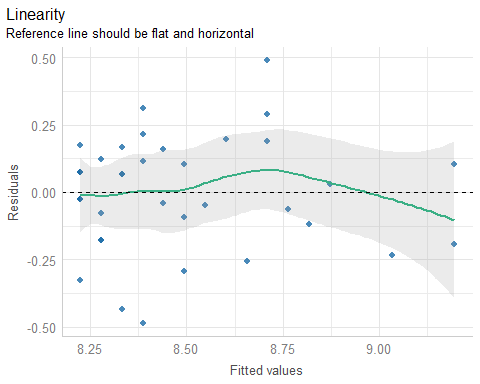 Linearity
Reference line should be flat and horizontal
0.50
0.25
0.00
-0.25
-0.50
Residuals
8.25 8.50 8.75 9.00
Fitted values